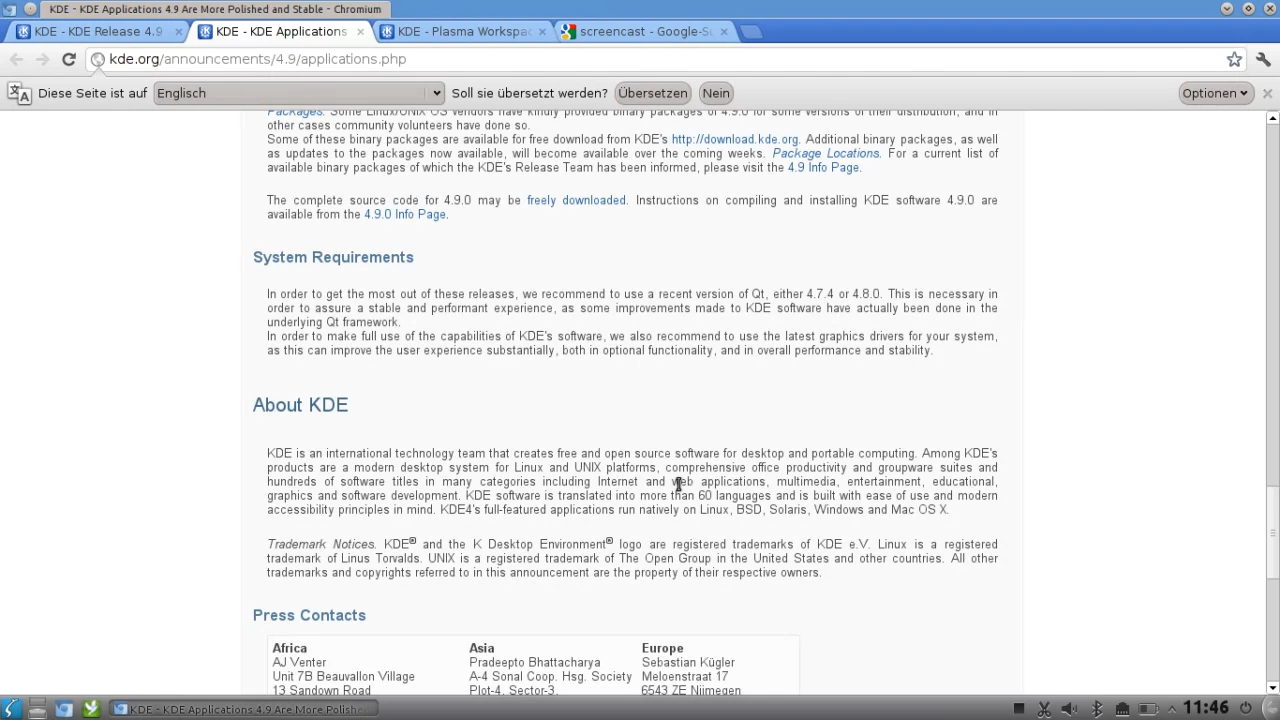 KDE - KDE Applications 4.9 Are More Polished and Stable - Chromium
KDE - KDE Release 4.9
KDE - KDE Applications
KDE - Plasma Workspac
screencast - Google-S
kde.org/announcements/4.9/applications.php
Diese Seite ist auf Englisch Soll sie übersetzt werden? Übersetzen Nein Optionen
Packages. Some Linux/UNIX OS vendors have kindly provided binary packages of 4.9.0 for some versions of their distribution, and in
other cases community volunteers have done so.
Some of these binary packages are available for free download from KDE's http://download.kde.org. Additional binary packages, as well
as updates to the packages now available, will become available over the coming weeks. Package Locations. For a current list of
available binary packages of which the KDE's Release Team has been informed, please visit the 4.9 Info Page.
The complete source code for 4.9.0 may be freely downloaded. Instructions on compiling and installing KDE software 4.9.0 are
available from the 4.9.0 Info Page.
System Requirements
In order to get the most out of these releases, we recommend to use a recent version of Qt, either 4.7.4 or 4.8.0. This is necessary in
order to assure a stable and performant experience, as some improvements made to KDE software have actually been done in the
underlying Qt framework.
In order to make full use of the capabilities of KDE's software, we also recommend to use the latest graphics drivers for your system,
as this can improve the user experience substantially, both in optional functionality, and in overall performance and stability.
About KDE
KDE is an international technology team that creates free and open source software for desktop and portable computing. Among KDE's
products are a modern desktop system for Linux and UNIX platforms, comprehensive office productivity and groupware suites and
hundreds of software titles in many categories including Internet and web applications, multimedia, entertainment, educational,
graphics and software development. KDE software is translated into more than 60 languages and is built with ease of use and modern
accessibility principles in mind. KDE4's full-featured applications run natively on Linux, BSD, Solaris, Windows and Mac OS X.
Trademark Notices. KDE® and the K Desktop Environment® logo are registered trademarks of KDE e.V. Linux is a registered
trademark of Linus Torvalds. UNIX is a registered trademark of The Open Group in the United States and other countries. All other
trademarks and copyrights referred to in this announcement are the property of their respective owners.
Press Contacts
Africa Asia Europe
AJ Venter Pradeepto Bhattacharya Sebastian Kügler
Unit 7B Beauvallon Village A-4 Sonal Coop. Hsg. Society Meloenstraat 17
13 Sandown Road Plot-4, Sector-3, 6543 ZE Nijmegen
KDE - KDE Applications 4.9 Are More Polishe
11:46